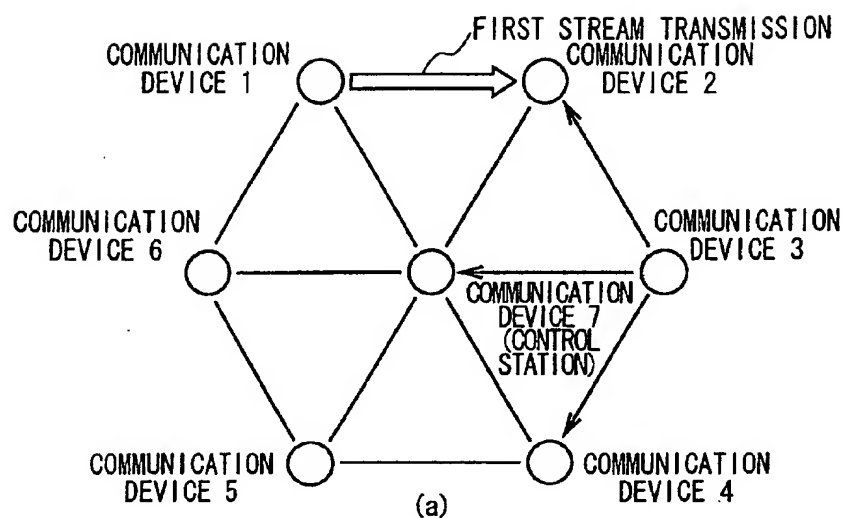 FIRST STREAM TRANSMISSION
COMMUNICATION
DEVICE 1
COMMUNICATION
DEVICE 2
COMMUNICATION
DEVICE 6
COMMUNICATION
DEVICE 3
COMMUNICATION
DEVICE 7
(CONTROL
STATION)
COMMUNICATION
DEVICE 5
COMMUNICATION
DEVICE 4
(a)